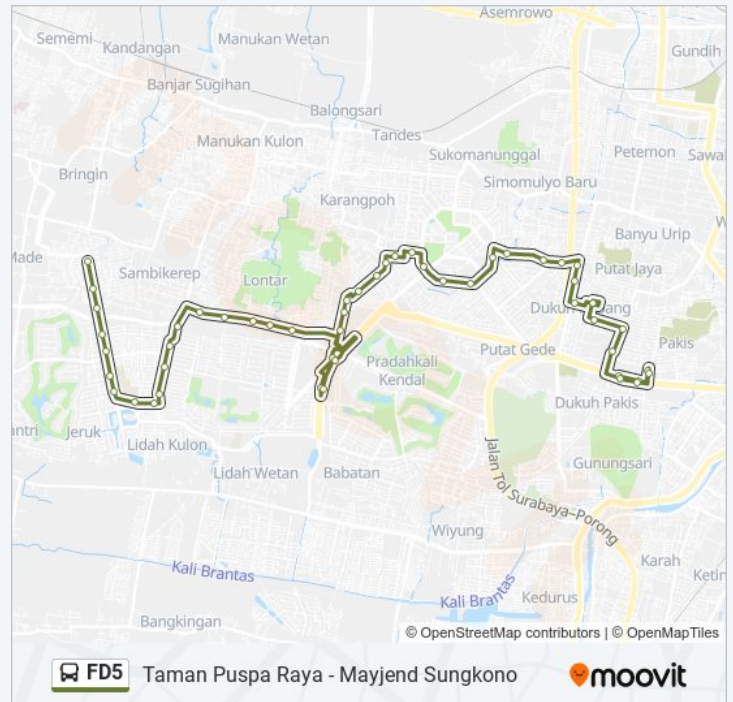 Asemrowo
Sememi
Manukan Wetan
Kandangan
Gundih
Banjar Sugihan
Balongsari
Tandes
Manukan Kulon
Sukomanunggal
Petemon
Sawa
Simomulyo Baru
Bringin
Karangpoh
Banyu Urip
Made
Sambikerep
Lontar
Putat Jaya
Dukuh
ang
Putat Gede
Pakis
Pradahkali
Kendal
Dukuh Pakis
antri
Jeruk
Lidah Kulon
Lidah Wetan
Babatan
Gunungsari
Jalan Tol Surabaya–Porong
Wiyung
Kali Brantas
Karah
Ketin
Kali Brantas
Kedurus
Bangkingan
© OpenStreetMap contributors | © OpenMapTiles
FD5 Taman Puspa Raya - Mayjend Sungkono moovit